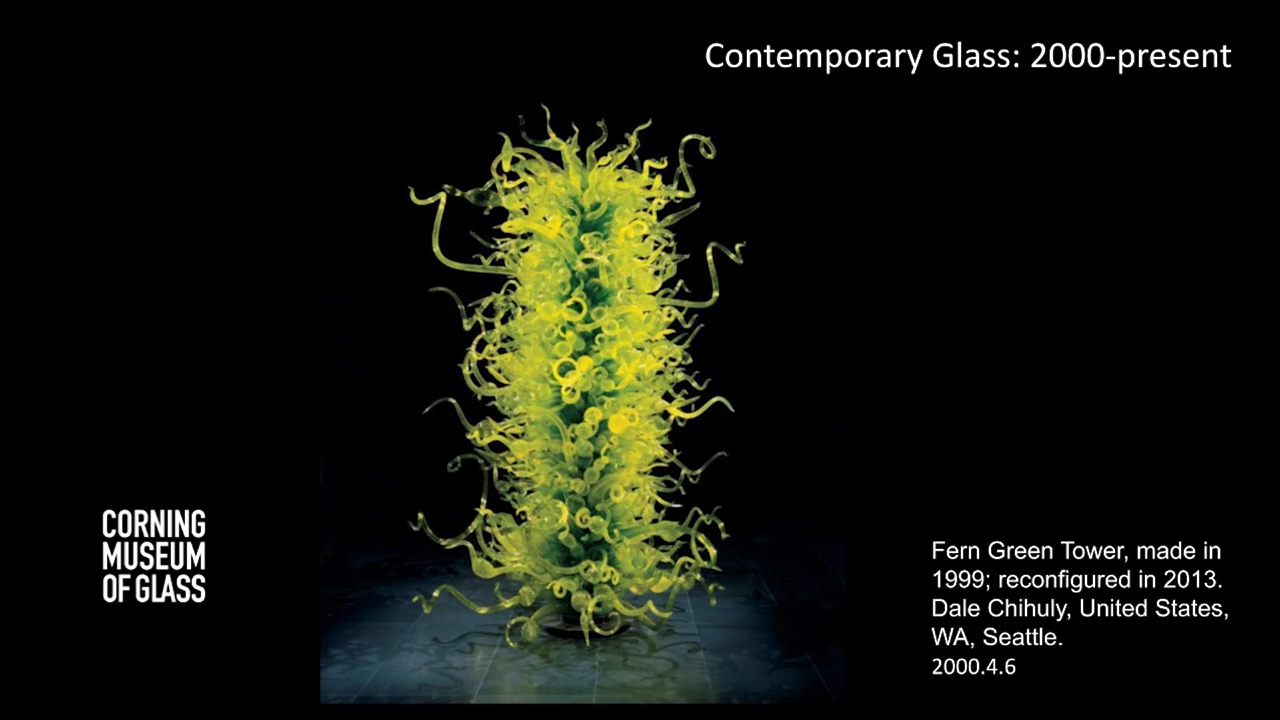 Contemporary Glass: 2000-present
CORNING
MUSEUM
OF GLASS
Fern Green Tower, made in
1999; reconfigured in 2013.
Dale Chihuly, United States,
WA, Seattle.
2000.4.6